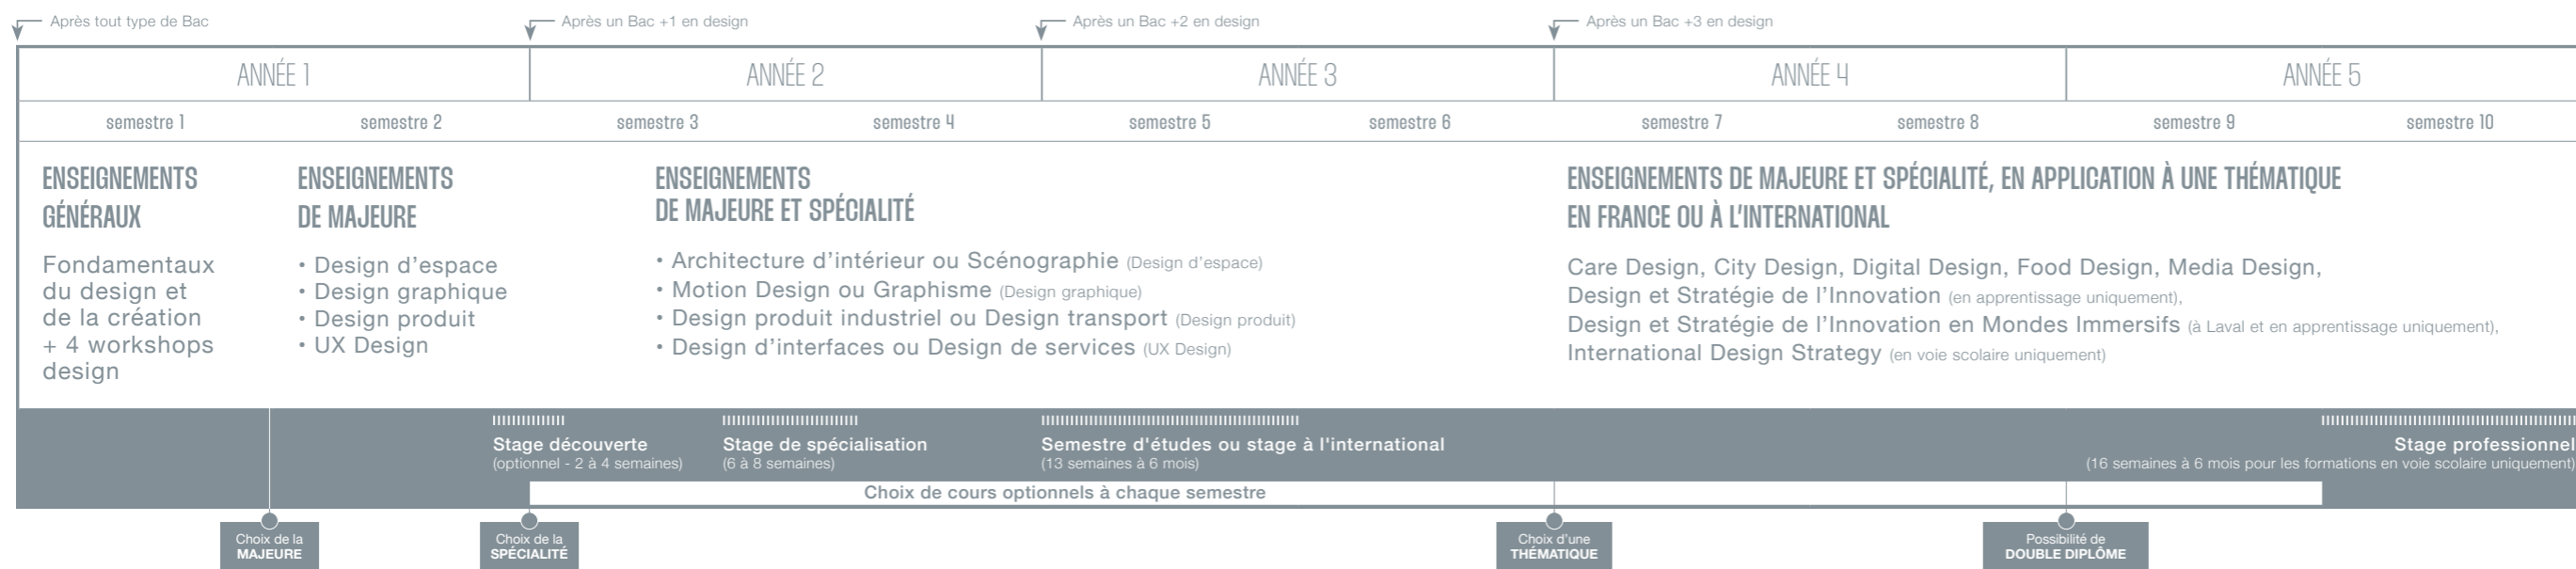 Après tout type de Bac
Après un Bac +1 en design
Après un Bac +2 en design
Après un Bac +3 en design
ANNÉE 1
ANNÉE 2
ANNÉE 3
ANNÉE 4
ANNÉE 5
semestre 1
semestre 2
semestre 3
semestre 4
semestre 5
semestre 6
semestre 7
semestre 8
semestre 9
semestre 10
ENSEIGNEMENTS
GÉNÉRAUX
Fondamentaux
du design et
de la création
+ 4 workshops
design
ENSEIGNEMENTS
DE MAJEURE
• Design d’espace
• Design graphique
• Design produit
• UX Design
ENSEIGNEMENTS
DE MAJEURE ET SPÉCIALITÉ
• Architecture d’intérieur ou Scénographie (Design d’espace)
• Motion Design ou Graphisme (Design graphique)
• Design produit industriel ou Design transport (Design produit)
• Design d’interfaces ou Design de services (UX Design)
ENSEIGNEMENTS DE MAJEURE ET SPÉCIALITÉ, EN APPLICATION À UNE THÉMATIQUE
EN FRANCE OU À L’INTERNATIONAL
Care Design, City Design, Digital Design, Food Design, Media Design,
Design et Stratégie de l’Innovation (en apprentissage uniquement),
Design et Stratégie de l’Innovation en Mondes Immersifs (à Laval et en apprentissage uniquement),
International Design Strategy (en voie scolaire uniquement)
Stage découverte
(optionnel - 2 à 4 semaines)
Stage de spécialisation
(6 à 8 semaines)
Semestre d'études ou stage à l'international
(13 semaines à 6 mois)
Stage professionnel
(16 semaines à 6 mois pour les formations en voie scolaire uniquement)
Choix de cours optionnels à chaque semestre
Choix de la
MAJEURE
Choix de la
SPÉCIALITÉ
Choix d’une
THÉMATIQUE
Possibilité de
DOUBLE DIPLÔME